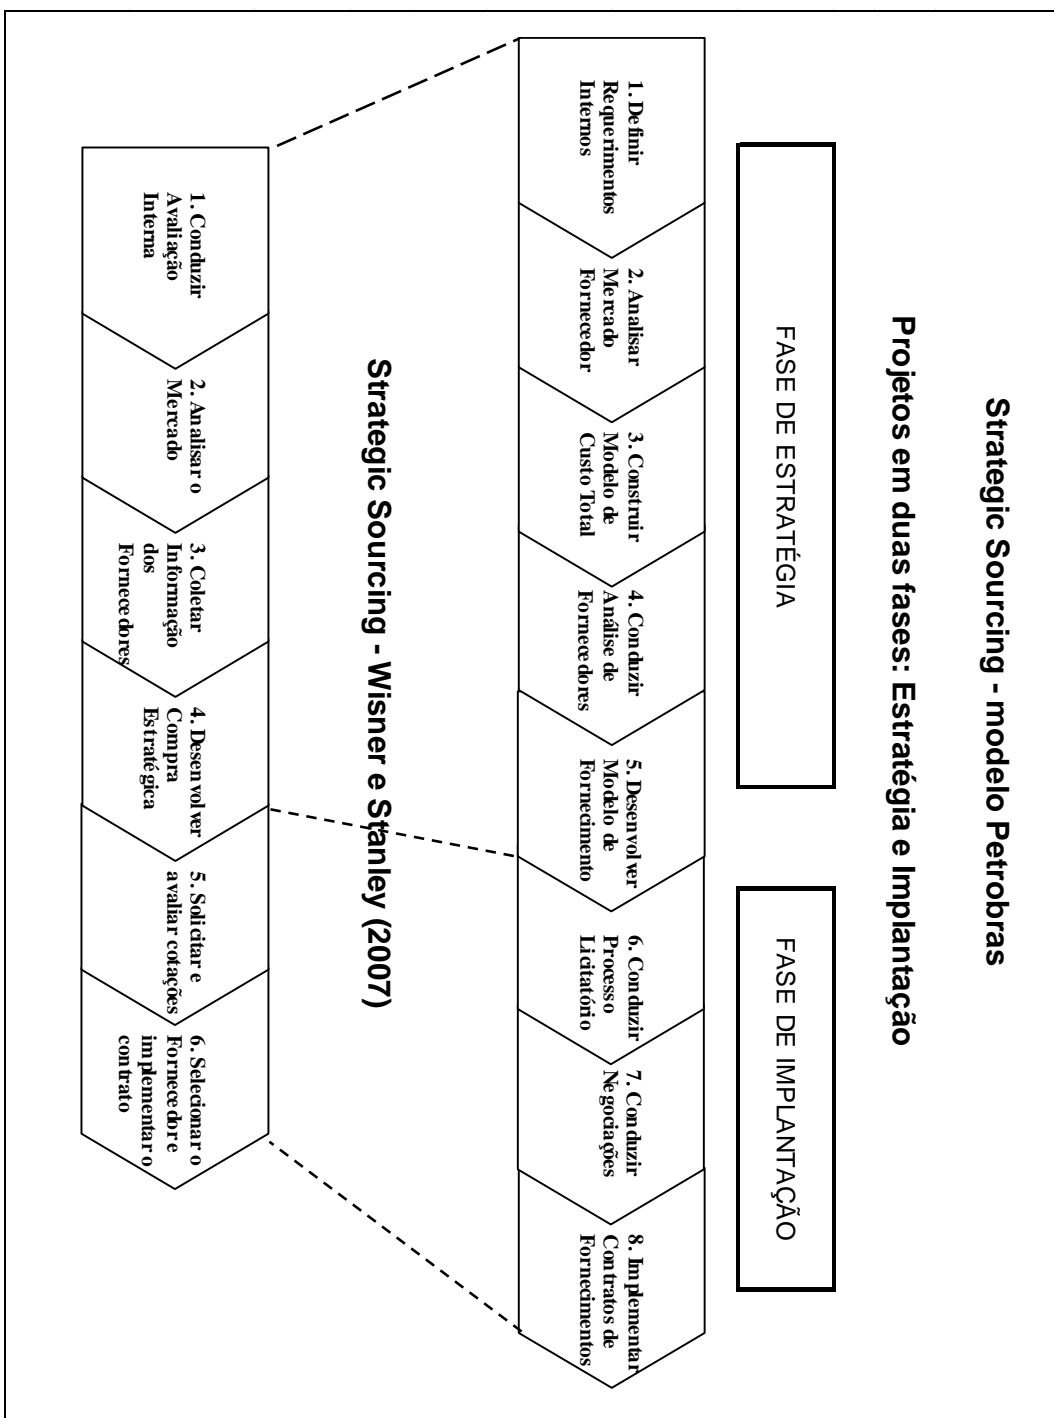 Strategic Sourcing - modelo Petrobras
Projetos em duas fases: Estratégia e Implantação
FASE DE ESTRATÉGIA
FASE DE IMPLANTAÇÃO
1. Definir
Requerimentos
Internos
2. Analisar
Mercado
Fornecedor
3. Construir
Modelo de
Custo Total
4. Conduzir
Análise de
Fornecedores
5. Desenvolver
Modelo de
Fornecimento
6. Conduzir
Processo
Licitatório
7. Conduzir
Negociações
8. Implementar
Contratos de
Fornecimentos
Strategic Sourcing - Wisner e Stanley (2007)
1. Conduzir
Avaliação
Interna
2. Analisar o
Mercado
3. Coletar
Informação
dos
Fornecedores
4. Desenvolver
Compra
Estratégica
5. Solicitar e
avaliar cotações
6. Selecionar o
Fornecedor e
implementar o
contrato